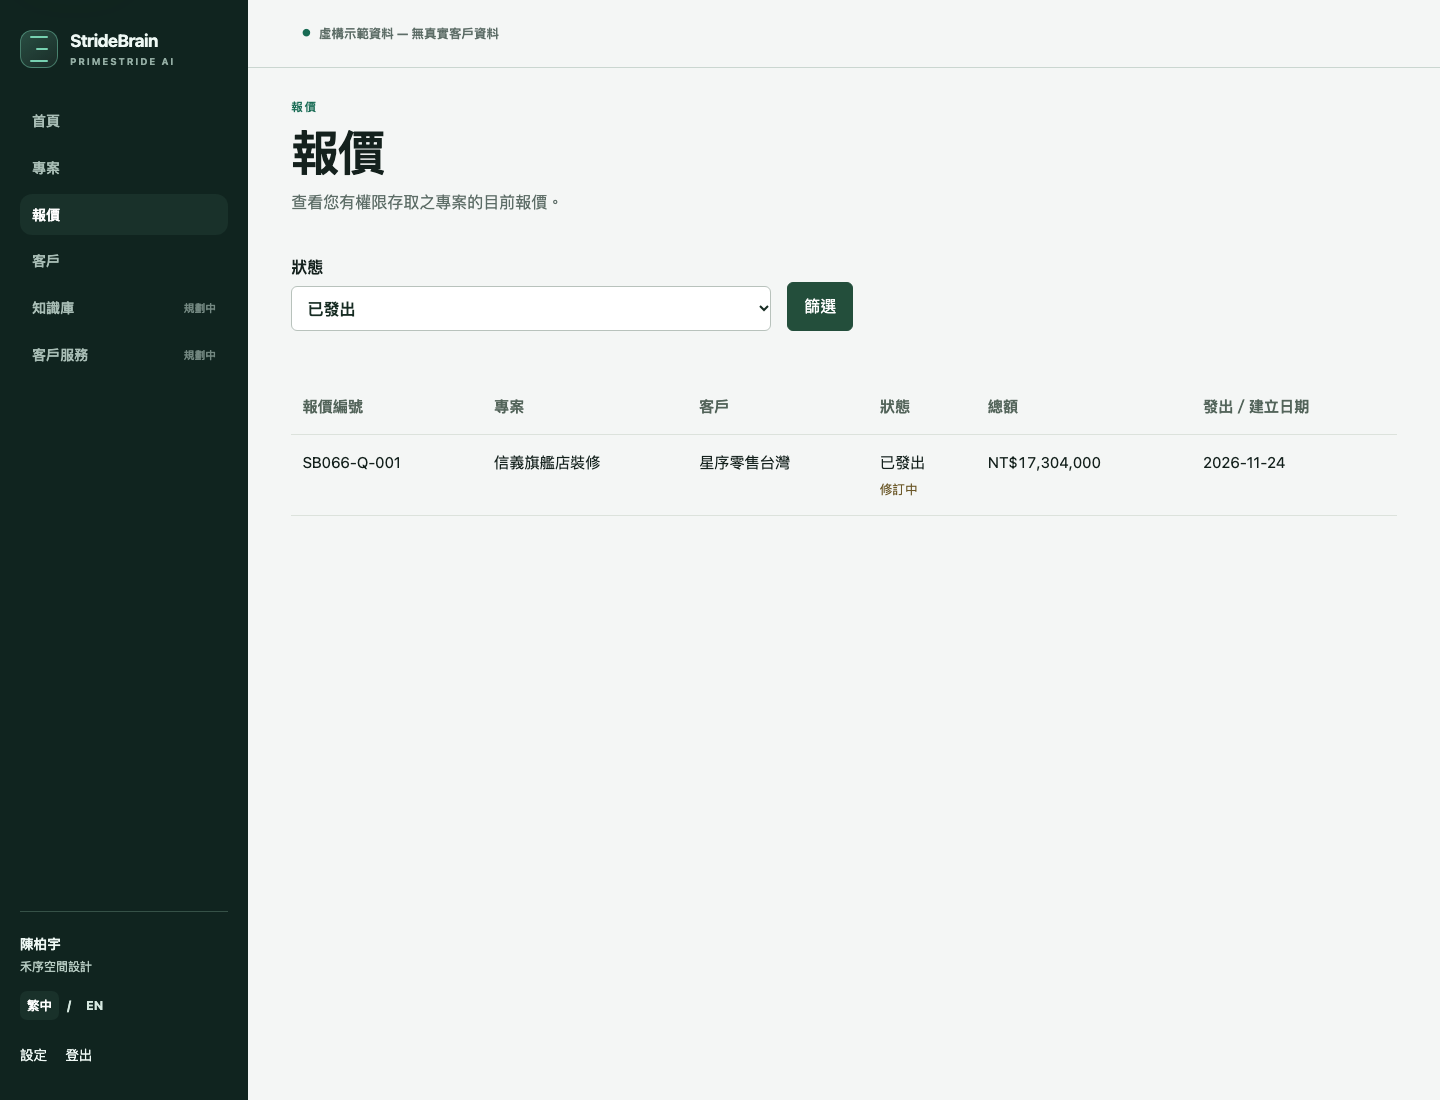 StrideBrain
PRIMESTRIDE AI
首頁
專案
報價
客戶
知識庫 規劃中
客戶服務 規劃中
陳柏宇
禾序空間設計
繁中 / EN
設定 登出
虛構示範資料 — 無真實客戶資料
報價
報價
查看您有權限存取之專案的目前報價。
狀態
已發出 篩選
報價編號 專案 客戶 狀態 總額 發出 / 建立日期
SB066-Q-001 信義旗艦店裝修 星序零售台灣 已發出 NT$17,304,000 2026-11-24
修訂中